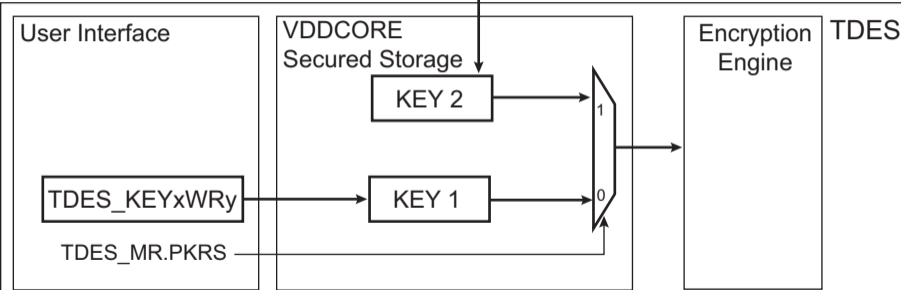 User Interface
VDDCORE
Secured Storage
Encryption
Engine
TDES
KEY 2
1
TDES_KEYxWRy
KEY 1
0
TDES_MR.PKRS